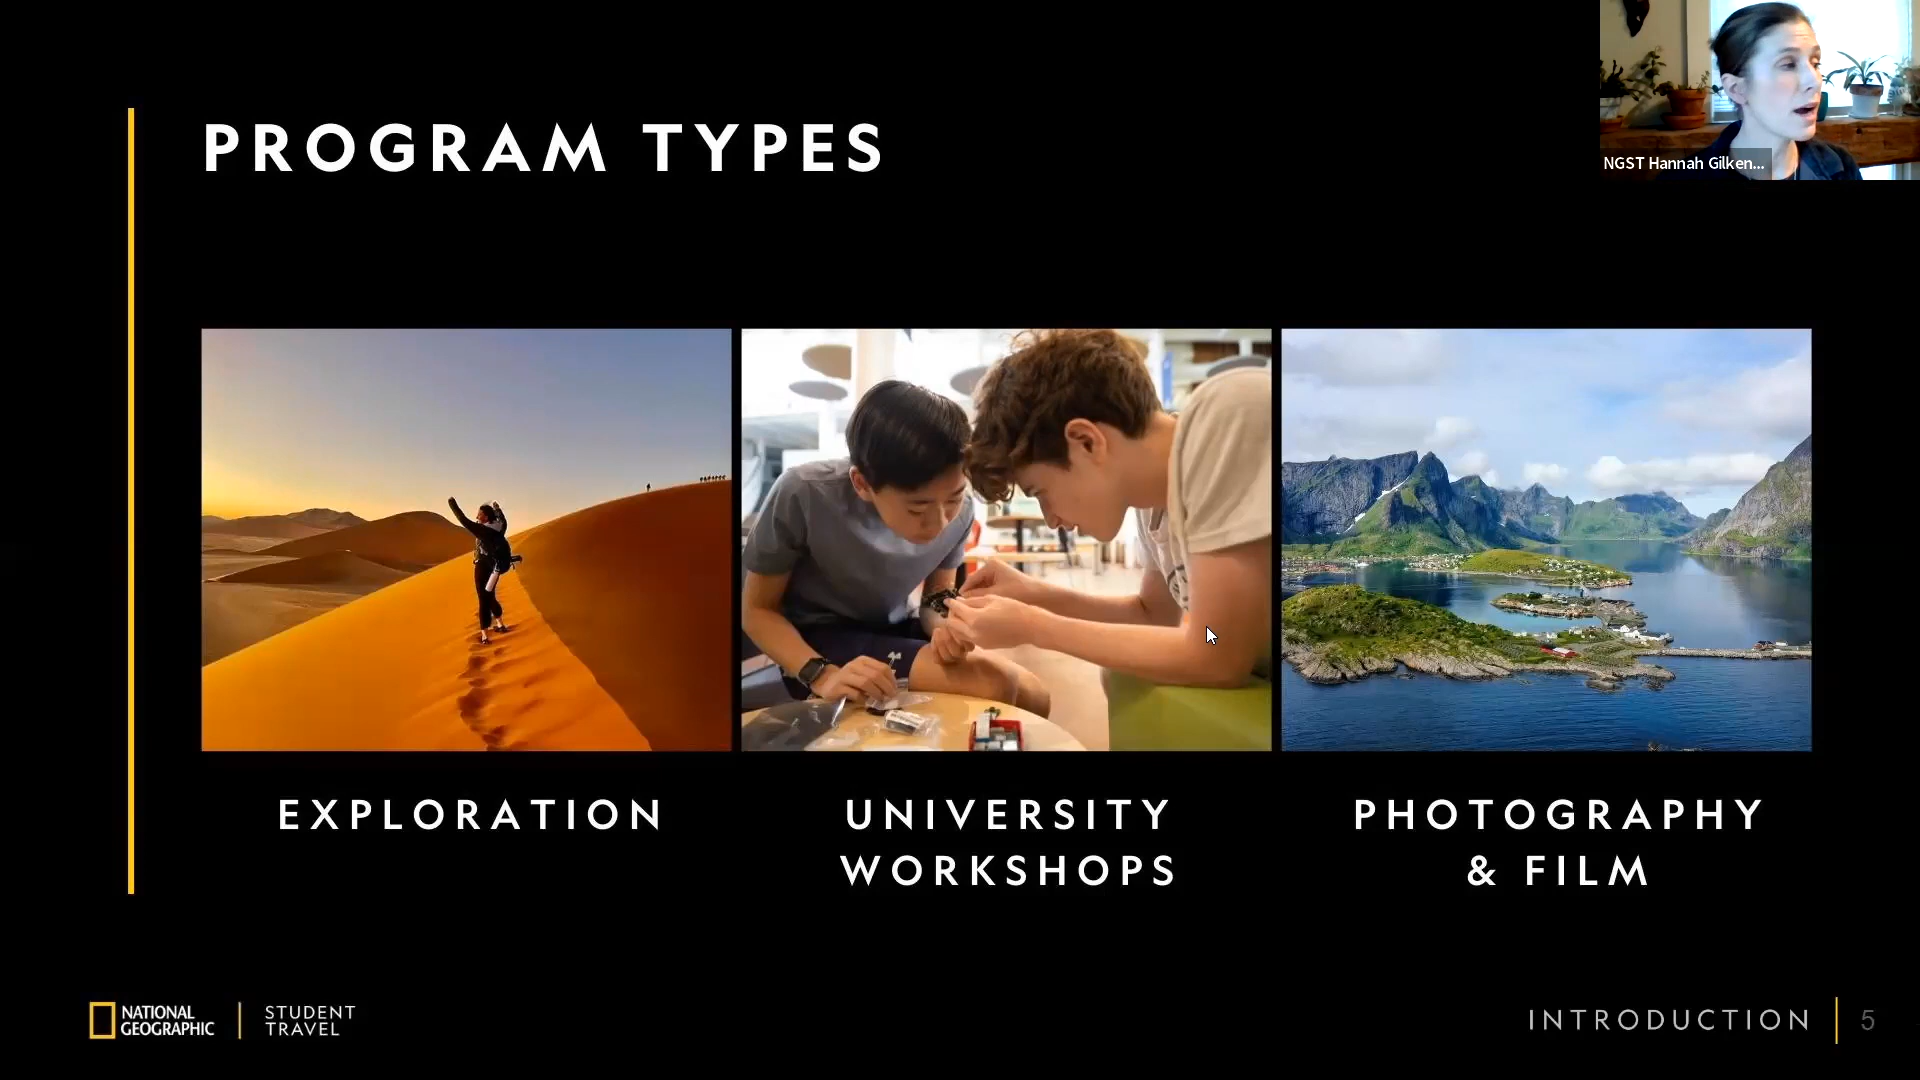 PROGRAM TYPES
NGST Hannah Gilken...
EXPLORATION
UNIVERSITY
WORKSHOPS
PHOTOGRAPHY
& FILM
NATIONAL
GEOGRAPHIC
STUDENT
TRAVEL
INTRODUCTION
5